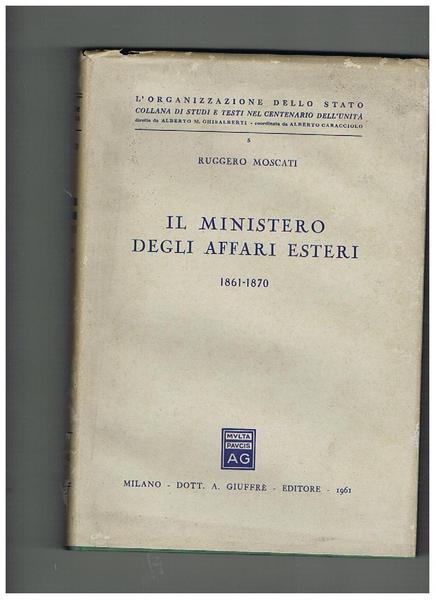 L'ORGANIZZAZIONE DELLO STATO
COLLANA DI STUDI E TESTI NEL CENTENARIO DELL'UNITÀ
diretta da ALBERTO M. GHISALBERTI - coordinata da ALBERTO CARACCIOLO
5
RUGGERO MOSCATI
IL MINISTERO
DEGLI AFFARI ESTERI
1861-1870
MVLTA
PAVCIS
AG
MILANO - DOTT. A. GIUFFRÈ - EDITORE - 1961